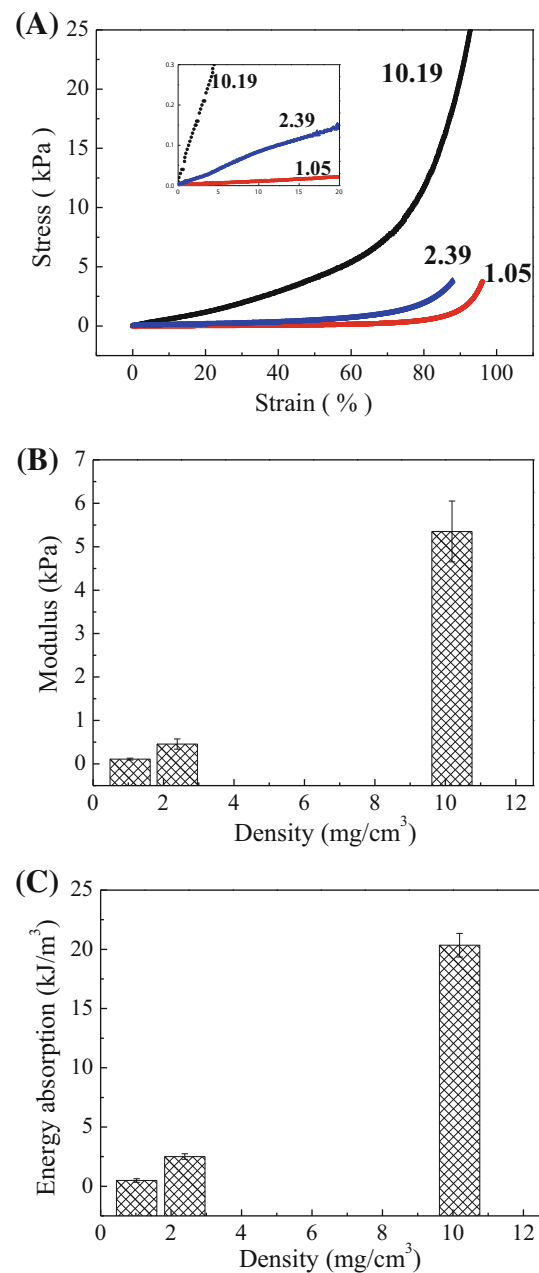 (A)
25
20
15
10
5
0
Stress ( kPa )
0.3
0.2
0.1
0.0
0 5 10 15 20
10.19
2.39
1.05
10.19
2.39
1.05
0 20 40 60 80 100
Strain ( % )
(B)
7
6
5
4
3
2
1
0
Modulus (kPa)
0 2 4 6 8 10 12
Density (mg/cm³)
(C)
25
20
15
10
5
0
Energy absorption (kJ/m³)
0 2 4 6 8 10 12
Density (mg/cm³)